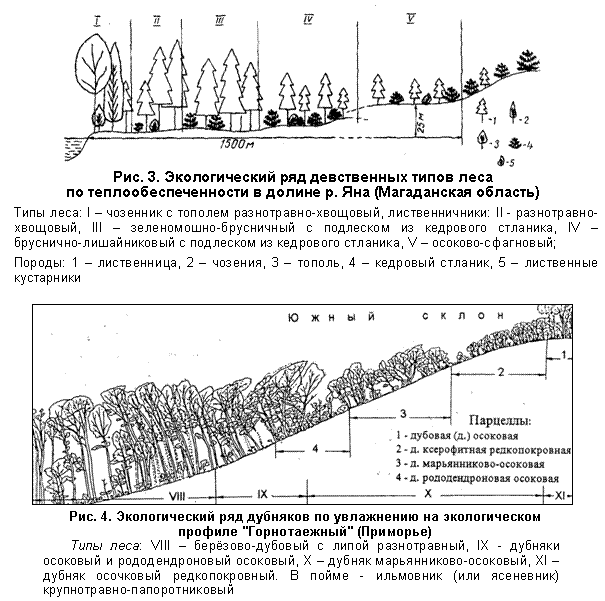 I II III IV V
1500м
25м
-1 -2
-3 -4
-5
Рис. 3. Экологический ряд девственных типов леса
по теплообеспеченности в долине р. Яна (Магаданская область)
Типы леса: I – чозенник с тополем разнотравно-хвощовый, лиственничники: II - разнотравно-
хвощовый, III – зеленомошно-брусничный с подлеском из кедрового стланика, IV –
бруснично-лишайниковый с подлеском из кедрового стланика, V – осоково-сфагновый;
Породы: 1 – лиственница, 2 – чозения, 3 – тополь, 4 – кедровый стланик, 5 – лиственные
кустарники
Южный склон
1
2
3
4
Парцеллы:
1 - дубовая (д.) осоковая
2 - д. ксерофитная редкопокровная
3 - д. марьянниково-осоковая
4 - д. рододендроновая осоковая
VIII IX X XI
Рис. 4. Экологический ряд дубняков по увлажнению на экологическом
профиле "Горнотаежный" (Приморье)
Типы леса: VIII – берёзово-дубовый с липой разнотравный, IX - дубняки
осоковый и рододендроновый осоковый, X – дубняк марьянниково-осоковый, XI –
дубняк осочковый редкопокровный. В пойме - ильмовник (или ясеневник)
крупнотравно-папоротниковый